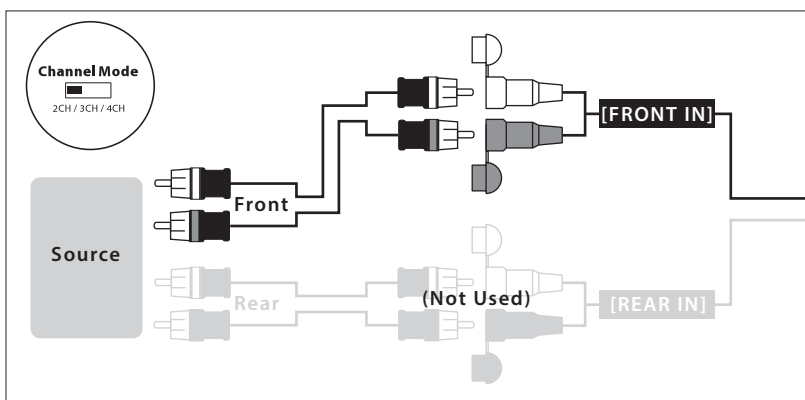 Channel Mode
2CH / 3CH / 4CH
[FRONT IN]
Front
Source
(Not Used)
Rear
[REAR IN]